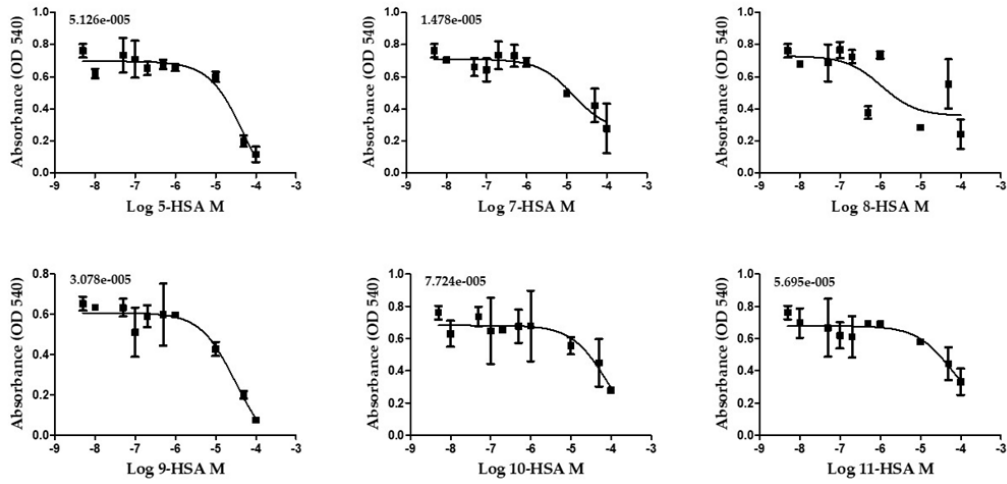 5.126e-005
1.0
0.8
0.6
0.4
0.2
0.0
Absorbance (OD 540)
-9 -8 -7 -6 -5 -4 -3
Log 5-HSA M
1.478e-005
1.0
0.8
0.6
0.4
0.2
0.0
Absorbance (OD 540)
-9 -8 -7 -6 -5 -4 -3
Log 7-HSA M
1.0
0.8
0.6
0.4
0.2
0.0
Absorbance (OD 540)
-9 -8 -7 -6 -5 -4 -3
Log 8-HSA M
3.078e-005
0.8
0.6
0.4
0.2
0.0
Absorbance (OD 540)
-9 -8 -7 -6 -5 -4 -3
Log 9-HSA M
7.724e-005
1.0
0.8
0.6
0.4
0.2
0.0
Absorbance (OD 540)
-9 -8 -7 -6 -5 -4 -3
Log 10-HSA M
5.695e-005
1.0
0.8
0.6
0.4
0.2
0.0
Absorbance (OD 540)
-9 -8 -7 -6 -5 -4 -3
Log 11-HSA M